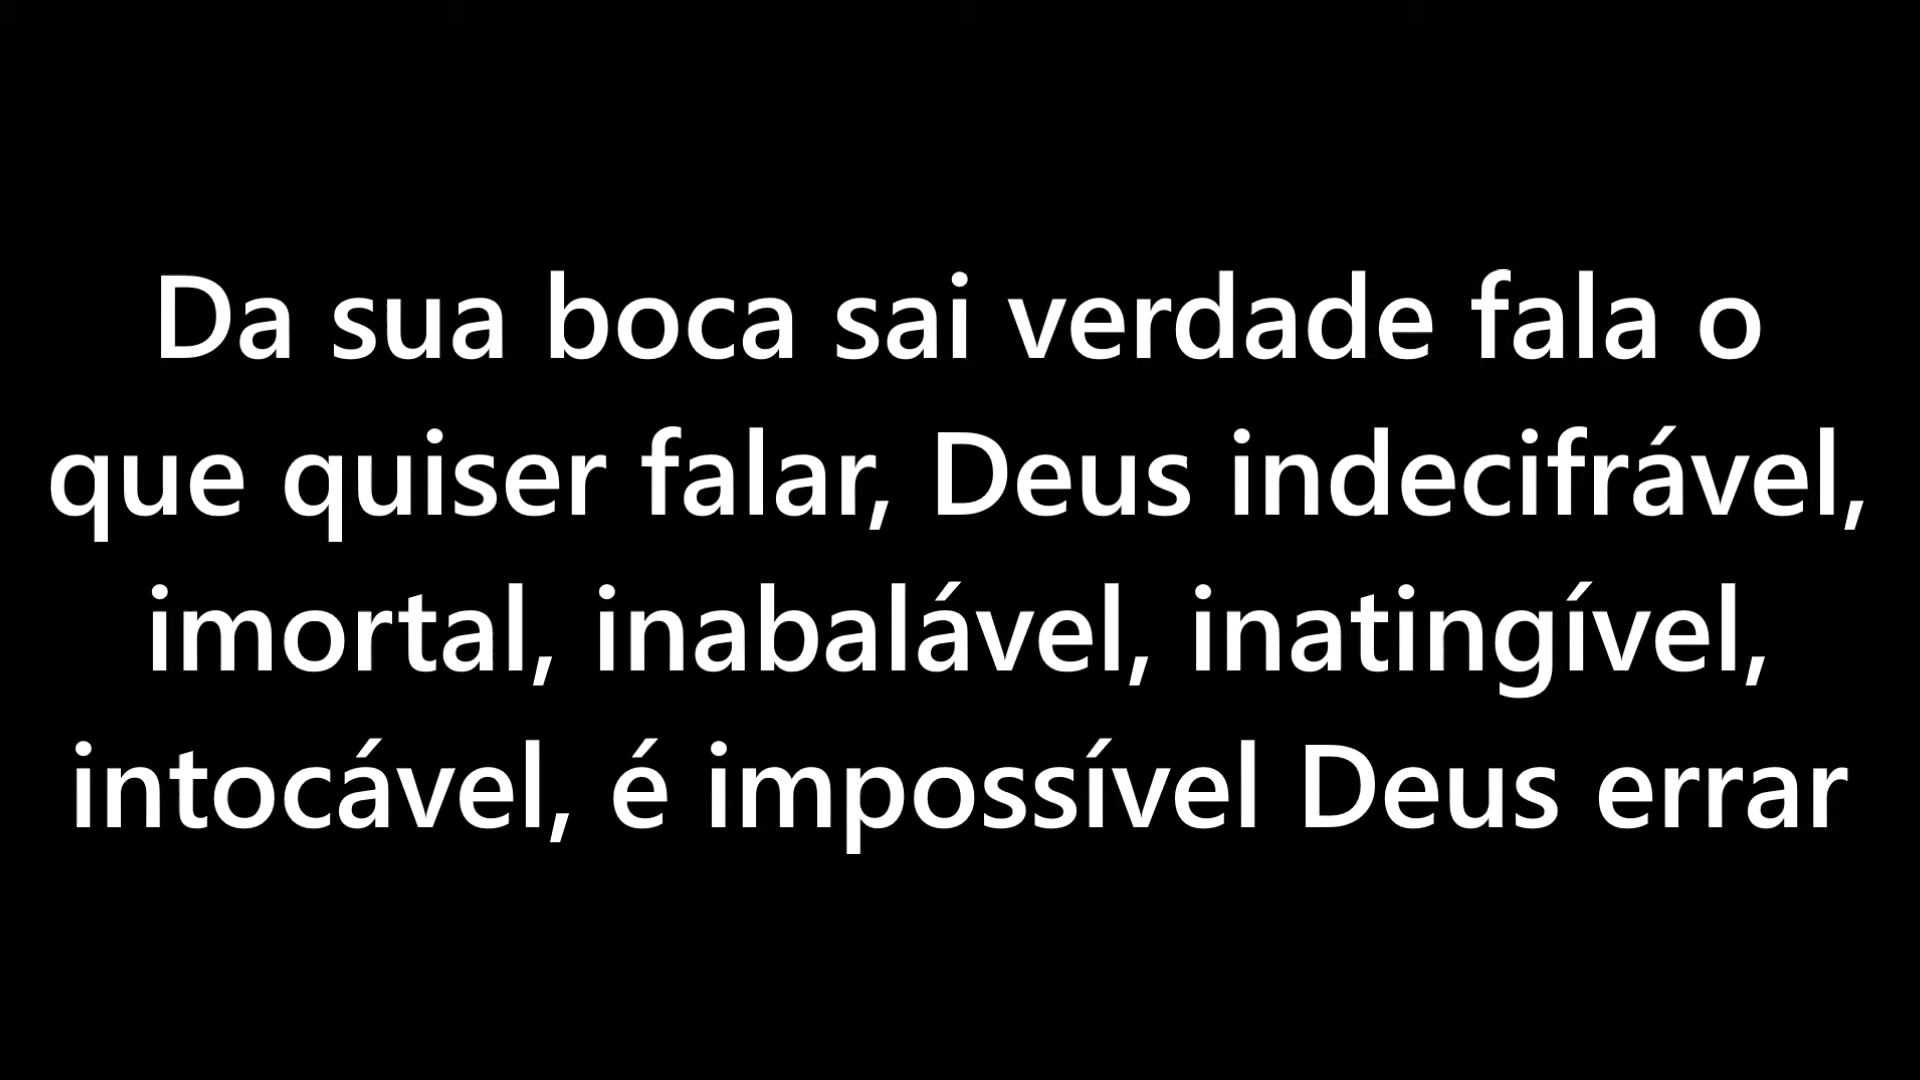 Da sua boca sai verdade fala o
que quiser falar, Deus indecifrável,
imortal, inabalável, inatingível,
intocável, é impossível Deus errar